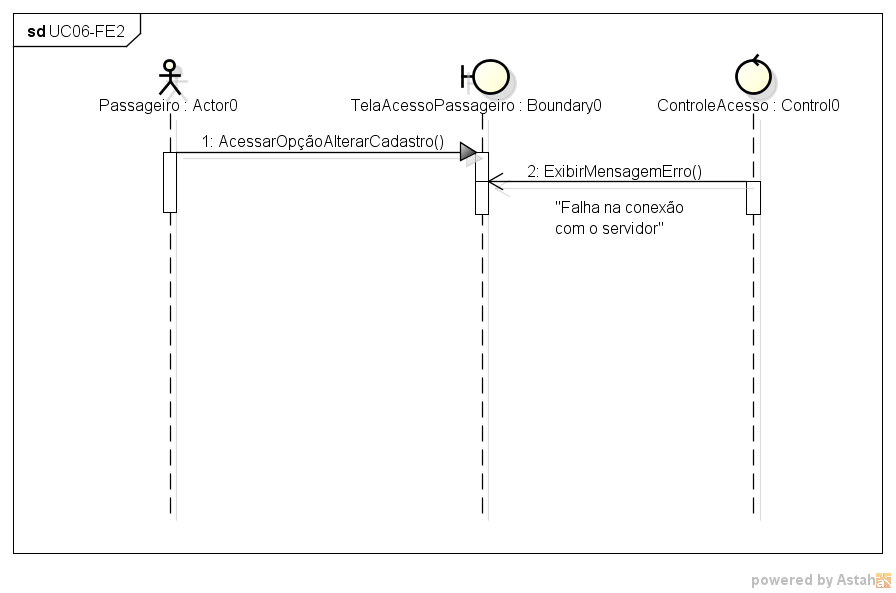 sd UC06-FE2
Passageiro : Actor0
TelaAcessoPassageiro : Boundary0
ControleAcesso : Control0
1: AcessarOpçãoAlterarCadastro()
2: ExibirMensagemErro()
"Falha na conexão
com o servidor"
powered by Astah